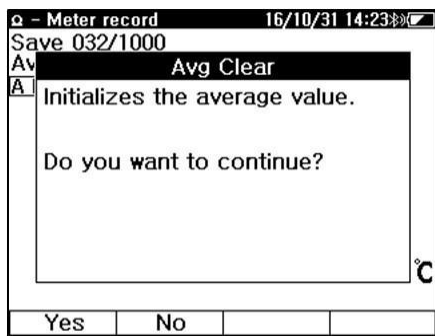 Ω - Meter record 16/10/31 14:23
Save 032/1000
Av
Avg Clear
A
Initializes the average value.
Do you want to continue?
℃
Yes No